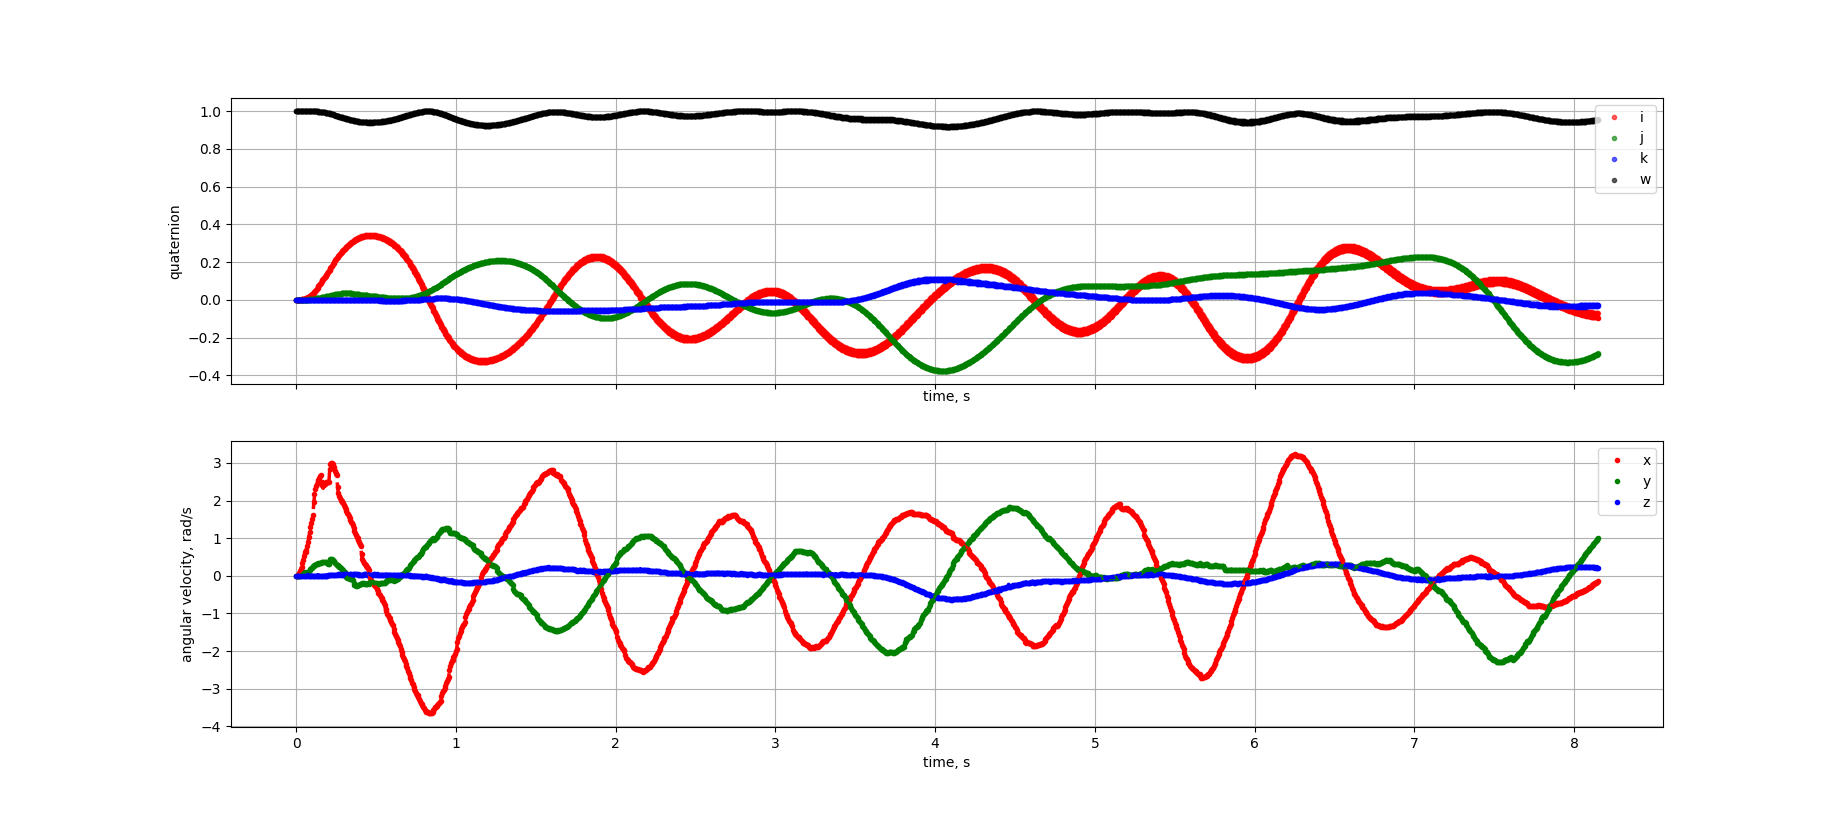 1.0
0.8
0.6
0.4
0.2
0.0
−0.2
−0.4
quaternion
time, s
i
j
k
w
3
2
1
0
−1
−2
−3
−4
angular velocity, rad/s
0 1 2 3 4 5 6 7 8
time, s
x
y
z